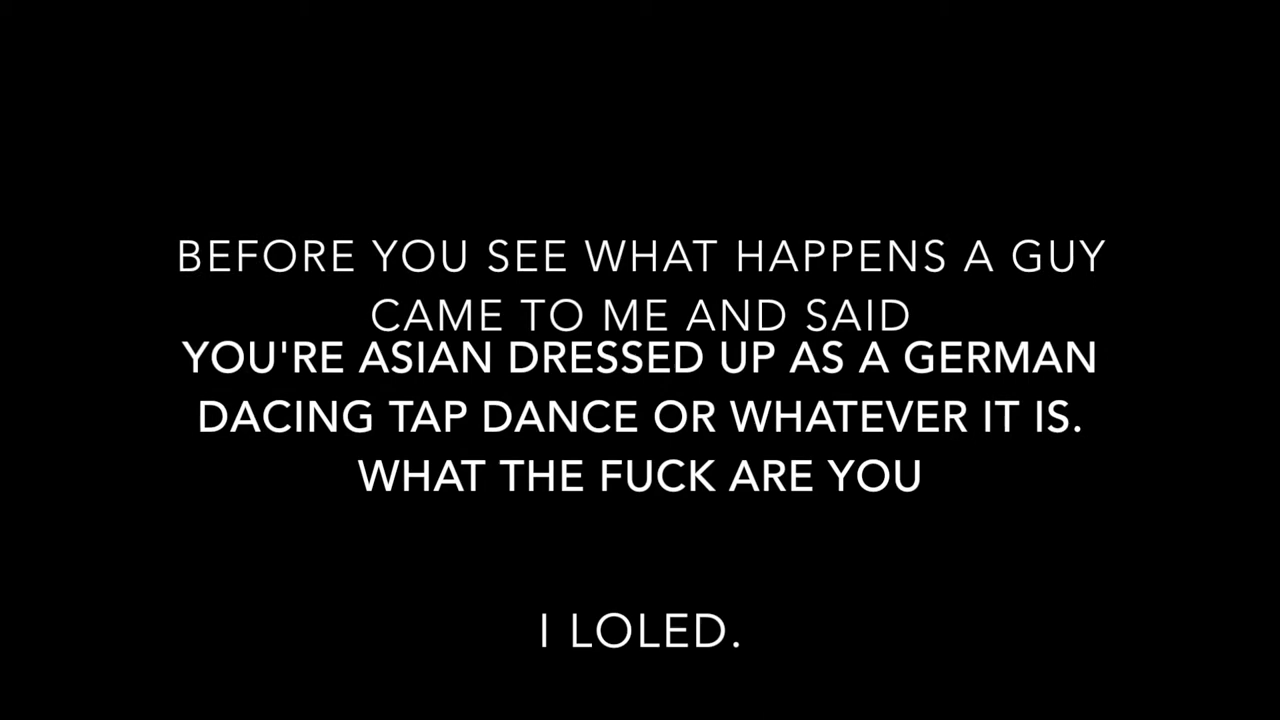 BEFORE YOU SEE WHAT HAPPENS A GUY
CAME TO ME AND SAID
YOU'RE ASIAN DRESSED UP AS A GERMAN
DACING TAP DANCE OR WHATEVER IT IS.
WHAT THE FUCK ARE YOU
I LOLED.